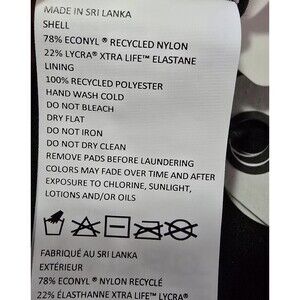 MADE IN SRI LANKA
SHELL
78% ECONYL ® RECYCLED NYLON
22% LYCRA® XTRA LIFE™ ELASTANE
LINING
100% RECYCLED POLYESTER
HAND WASH COLD
DO NOT BLEACH
DRY FLAT
DO NOT IRON
DO NOT DRY CLEAN
REMOVE PADS BEFORE LAUNDERING
COLORS MAY FADE OVER TIME AND AFTER
EXPOSURE TO CHLORINE, SUNLIGHT,
LOTIONS AND/OR OILS
FABRIQUÉ AU SRI LANKA
EXTÉRIEUR
78% ECONYL ® NYLON RECYCLÉ
22% ÉLASTHANNE XTRA LIFE™ LYCRA®